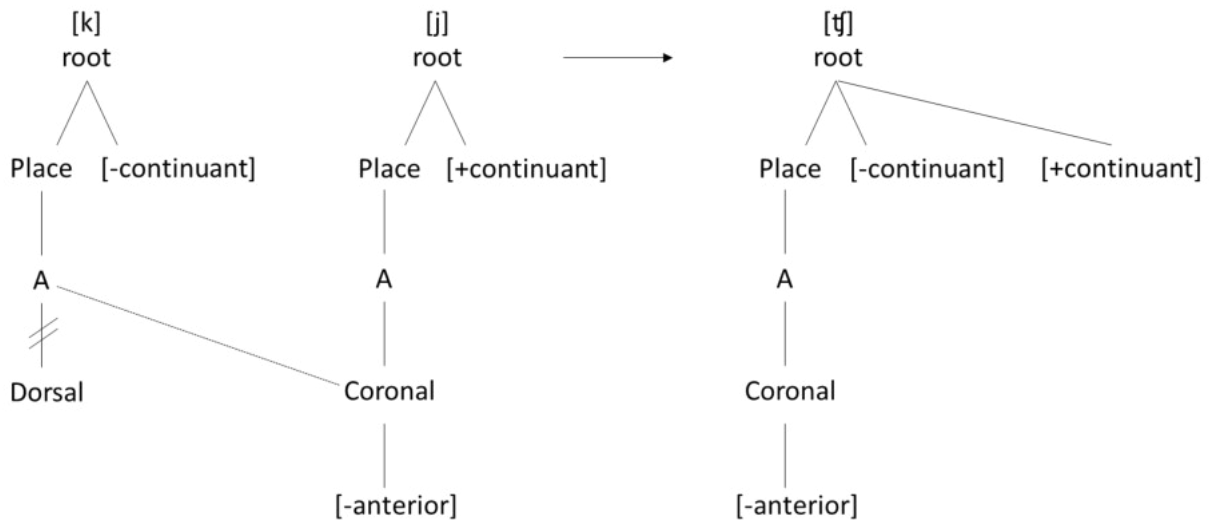 [k] [j] [tʃ]
root root root
Place [-continuant] Place [+continuant] Place [-continuant] [+continuant]
A A A
Dorsal Coronal Coronal
[-anterior] [-anterior]